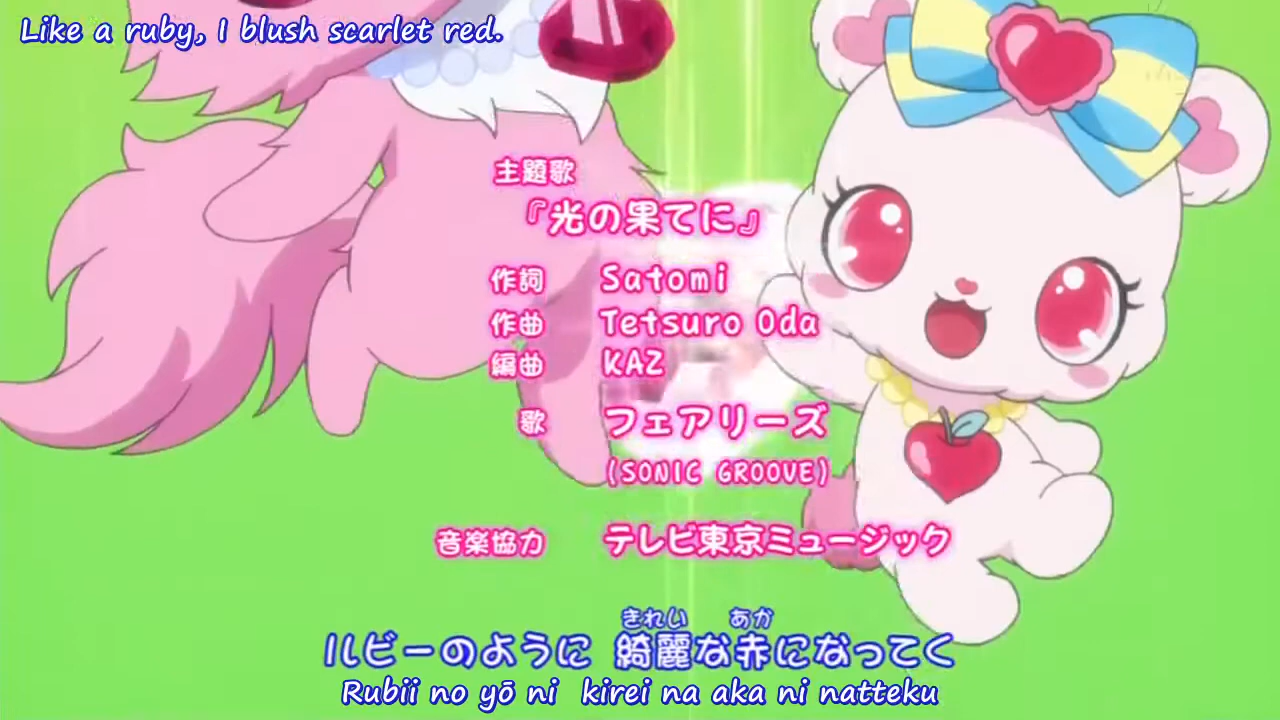 Like a ruby, I blush scarlet red.
主題歌
『光の果てに』
作詞 Satomi
作曲 Tetsuro Oda
編曲 KAZ
歌 フェアリーズ
(SONIC GROOVE)
音楽協力 テレビ東京ミュージック
きれい あか
ルビーのように 綺麗な赤になってく
Rubii no yō ni kirei na aka ni natteku